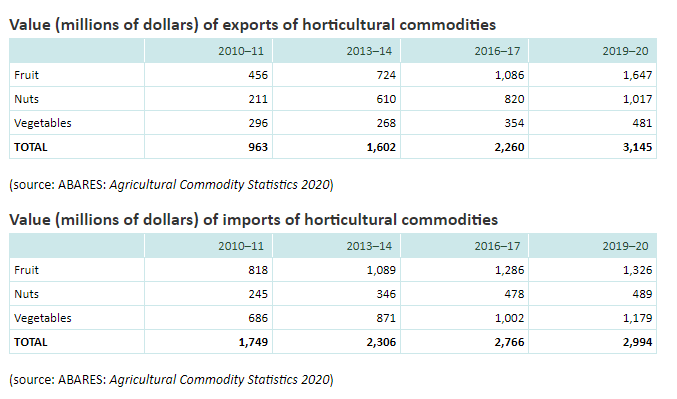 Value (millions of dollars) of exports of horticultural commodities
2010–11 2013–14 2016–17 2019–20
Fruit 456 724 1,086 1,647
Nuts 211 610 820 1,017
Vegetables 296 268 354 481
TOTAL 963 1,602 2,260 3,145
(source: ABARES: Agricultural Commodity Statistics 2020)
Value (millions of dollars) of imports of horticultural commodities
2010–11 2013–14 2016–17 2019–20
Fruit 818 1,089 1,286 1,326
Nuts 245 346 478 489
Vegetables 686 871 1,002 1,179
TOTAL 1,749 2,306 2,766 2,994
(source: ABARES: Agricultural Commodity Statistics 2020)